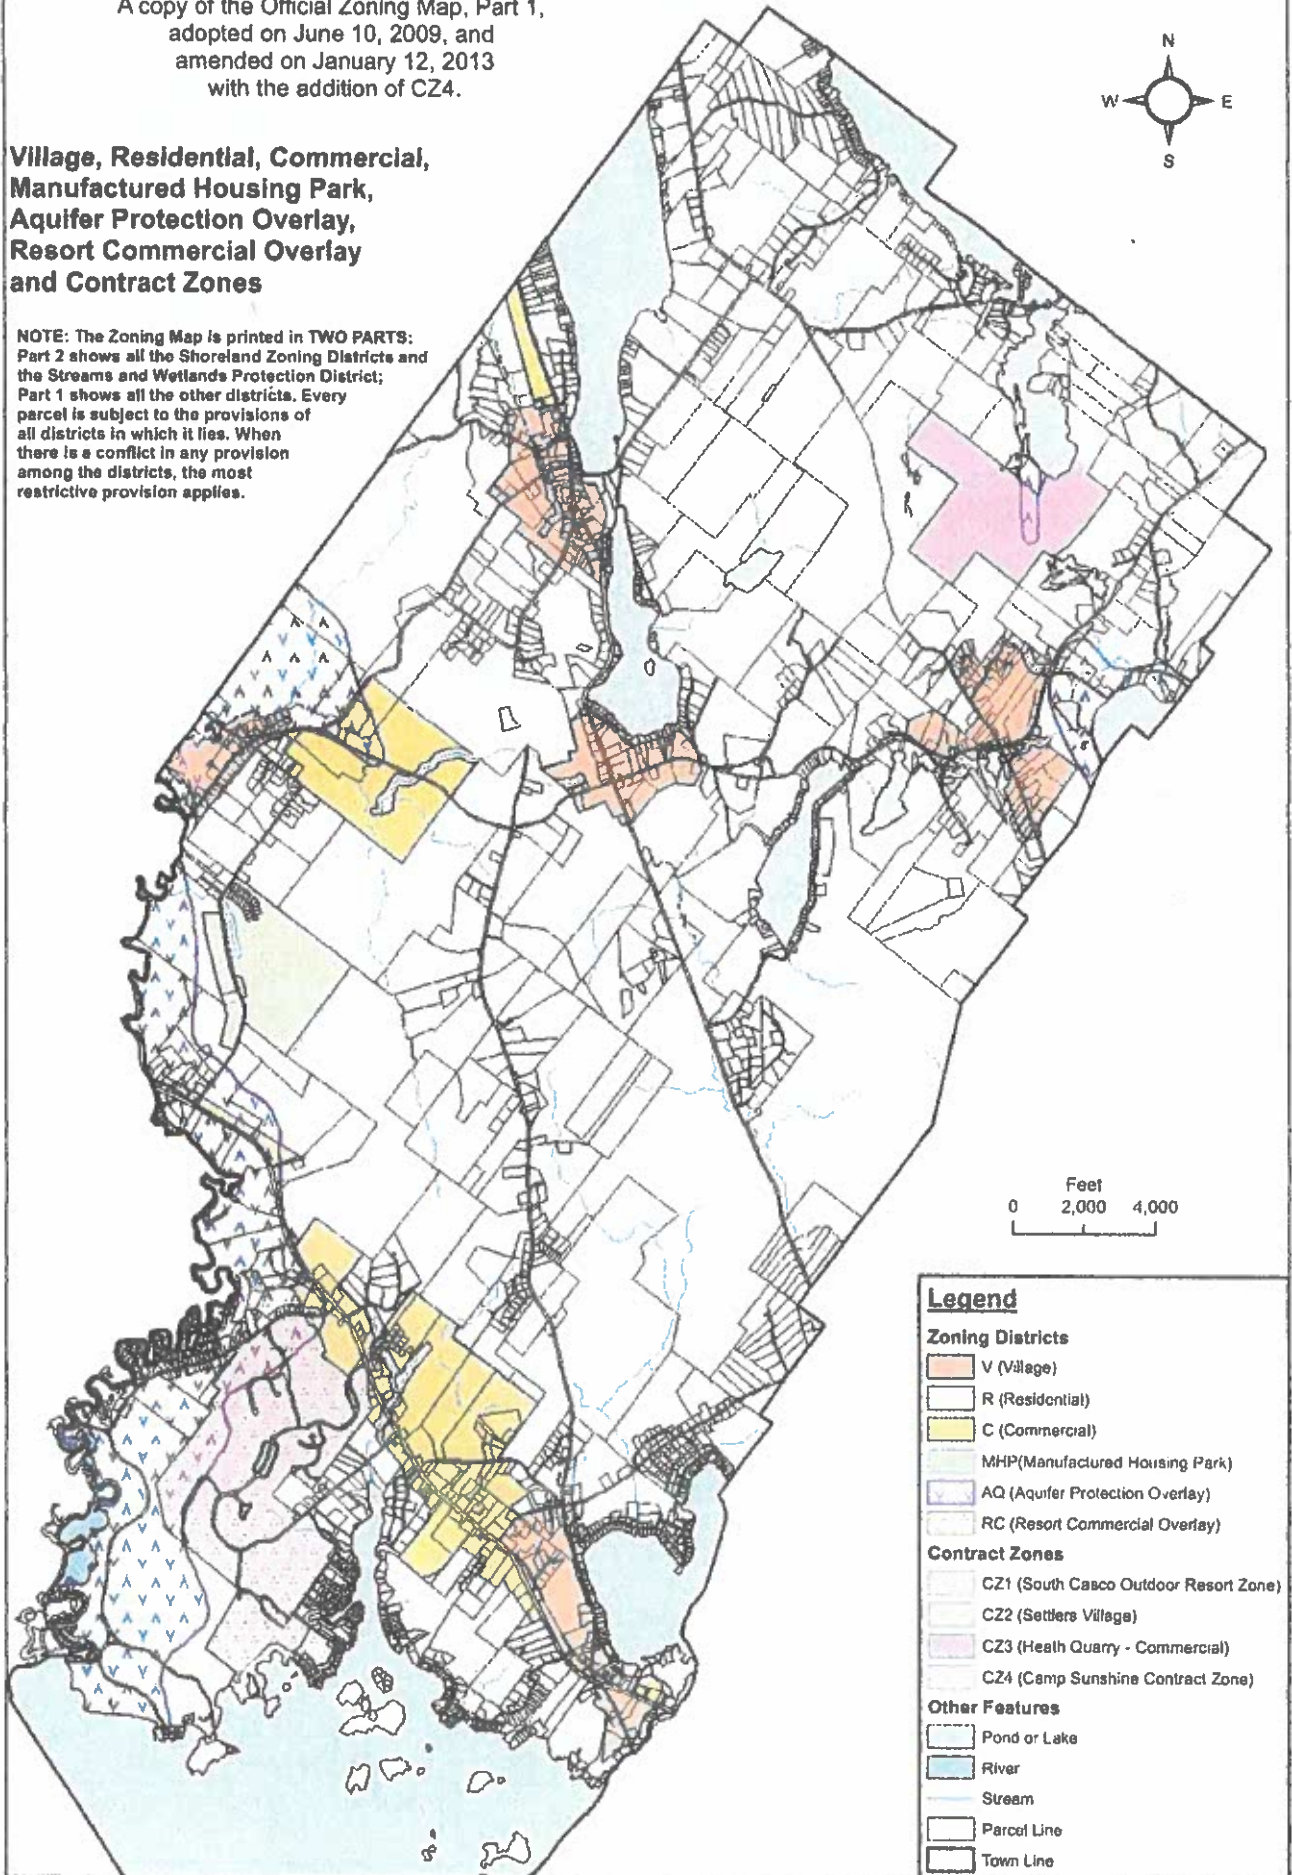 A copy of the Official Zoning Map, Part 1,
adopted on June 10, 2009, and
amended on January 12, 2013
with the addition of CZ4.
Village, Residential, Commercial,
Manufactured Housing Park,
Aquifer Protection Overlay,
Resort Commercial Overlay
and Contract Zones
NOTE: The Zoning Map is printed in TWO PARTS:
Part 2 shows all the Shoreland Zoning Districts and
the Streams and Wetlands Protection District;
Part 1 shows all the other districts. Every
parcel is subject to the provisions of
all districts in which it lies. When
there is a conflict in any provision
among the districts, the most
restrictive provision applies.
N
W E
S
Feet
0 2,000 4,000
Legend
Zoning Districts
V (Village)
R (Residential)
C (Commercial)
MHP(Manufactured Housing Park)
AQ (Aquifer Protection Overlay)
RC (Resort Commercial Overlay)
Contract Zones
CZ1 (South Casco Outdoor Resort Zone)
CZ2 (Settlers Village)
CZ3 (Heath Quarry - Commercial)
CZ4 (Camp Sunshine Contract Zone)
Other Features
Pond or Lake
River
Stream
Parcel Line
Town Line